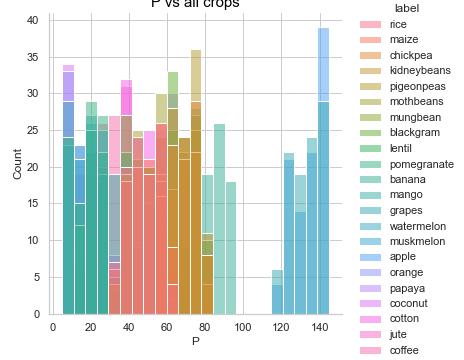 P vs all crops
40
35
30
25
20
15
10
5
0
Count
0 20 40 60 80 100 120 140
P
label
rice
maize
chickpea
kidneybeans
pigeonpeas
mothbeans
mungbean
blackgram
lentil
pomegranate
banana
mango
grapes
watermelon
muskmelon
apple
orange
papaya
coconut
cotton
jute
coffee